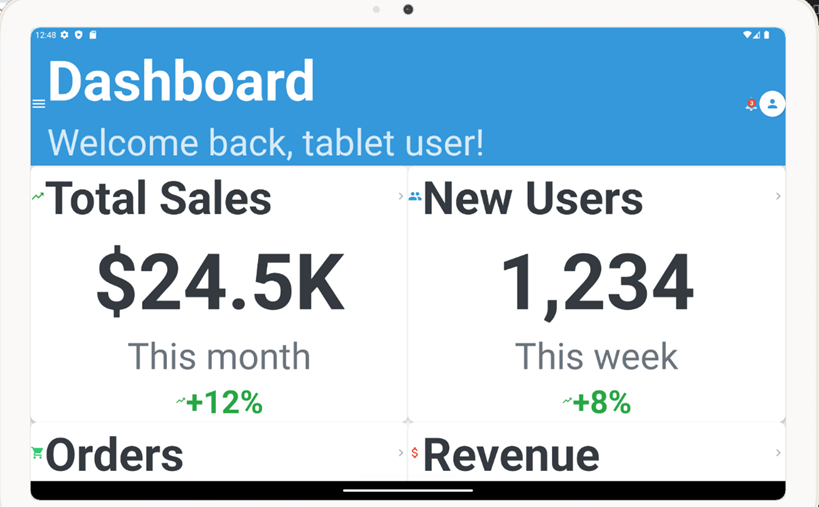 12:48
Dashboard
3
Welcome back, tablet user!
Total Sales
New Users
$24.5K
1,234
This month
This week
+12%
+8%
Orders
$ Revenue